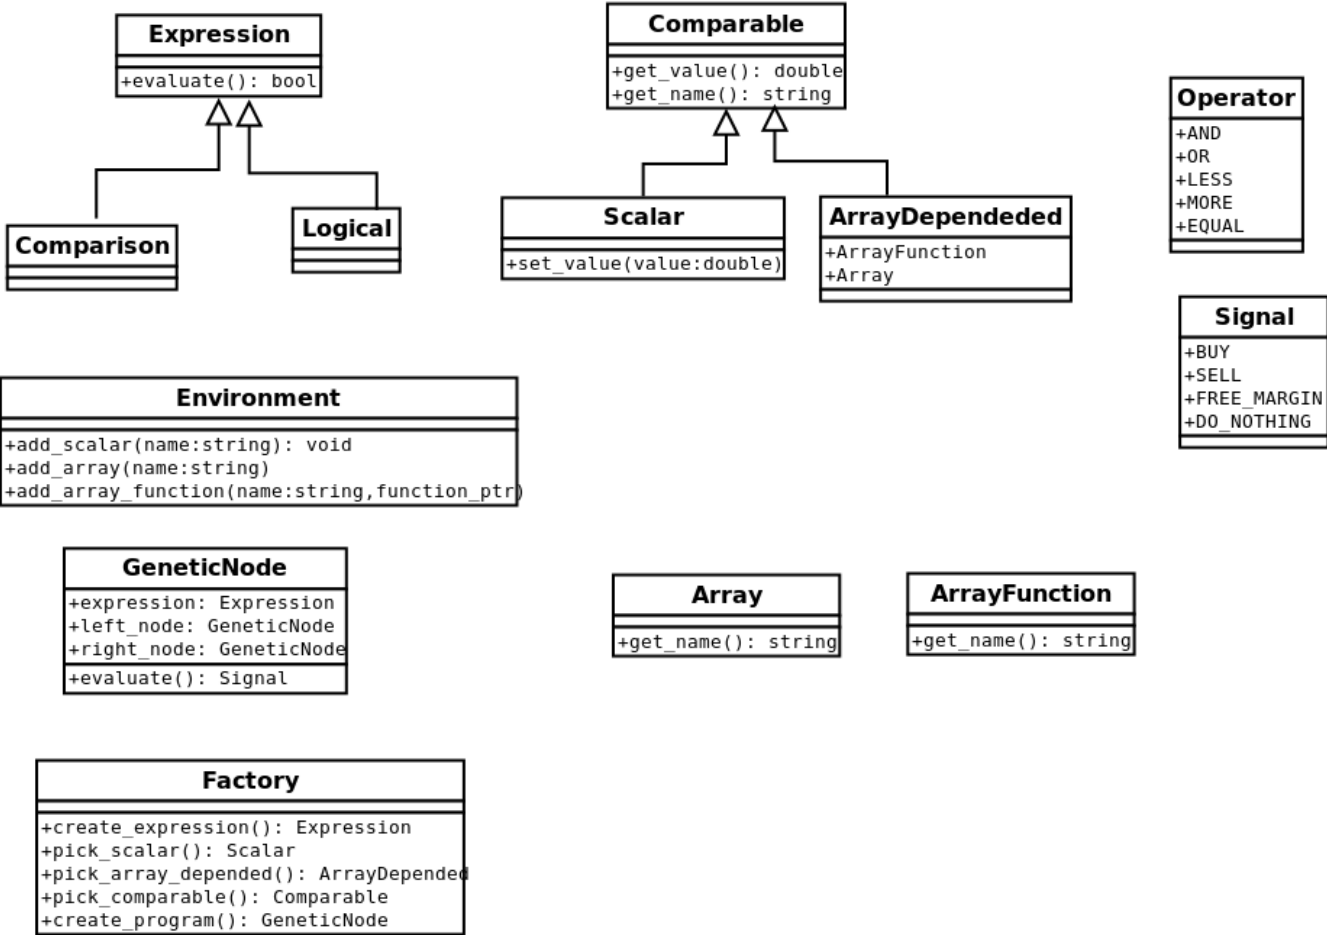 Expression
+evaluate(): bool
Comparable
+get_value(): double
+get_name(): string
Operator
+AND
+OR
+LESS
+MORE
+EQUAL
Comparison
Logical
Scalar
+set_value(value:double)
ArrayDependeded
+ArrayFunction
+Array
Signal
+BUY
+SELL
+FREE_MARGIN
+DO_NOTHING
Environment
+add_scalar(name:string): void
+add_array(name:string)
+add_array_function(name:string,function_ptr)
GeneticNode
+expression: Expression
+left_node: GeneticNode
+right_node: GeneticNode
+evaluate(): Signal
Array
+get_name(): string
ArrayFunction
+get_name(): string
Factory
+create_expression(): Expression
+pick_scalar(): Scalar
+pick_array_depended(): ArrayDepended
+pick_comparable(): Comparable
+create_program(): GeneticNode